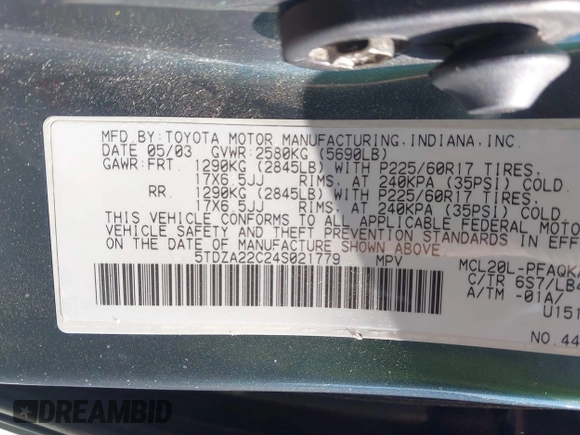 MFD. BY: TOYOTA MOTOR MANUFACTURING, INDIANA, INC.
DATE 05/03 GVWR: 2580KG (5690LB)
GAWR: FRT 1290KG (2845LB) WITH P225/60R17 TIRES,
17X6.5JJ RIMS, AT 240KPA (35PSI) COLD.
RR 1290KG (2845LB) WITH P225/60R17 TIRES,
17X6.5JJ RIMS, AT 240KPA (35PSI) COLD.
THIS VEHICLE CONFORMS TO ALL APPLICABLE FEDERAL MOTOR
VEHICLE SAFETY AND THEFT PREVENTION STANDARDS IN EFF
ON THE DATE OF MANUFACTURE SHOWN ABOVE.
5TDZA22C24S021779 MPV
MCL20L-PFAQK
C/TR 6S7/LB4
A/TM -01A/
U151
NO. 44
DREAMBID